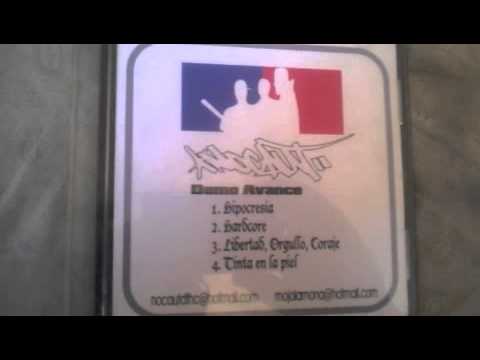 Demo Avance
1. Hipocresia
2. Hardcore
3. Libertad, Orgullo, Coraje
4. Tinta en la piel
nocautdhc@hotmail.com mojalamona@hotmail.com